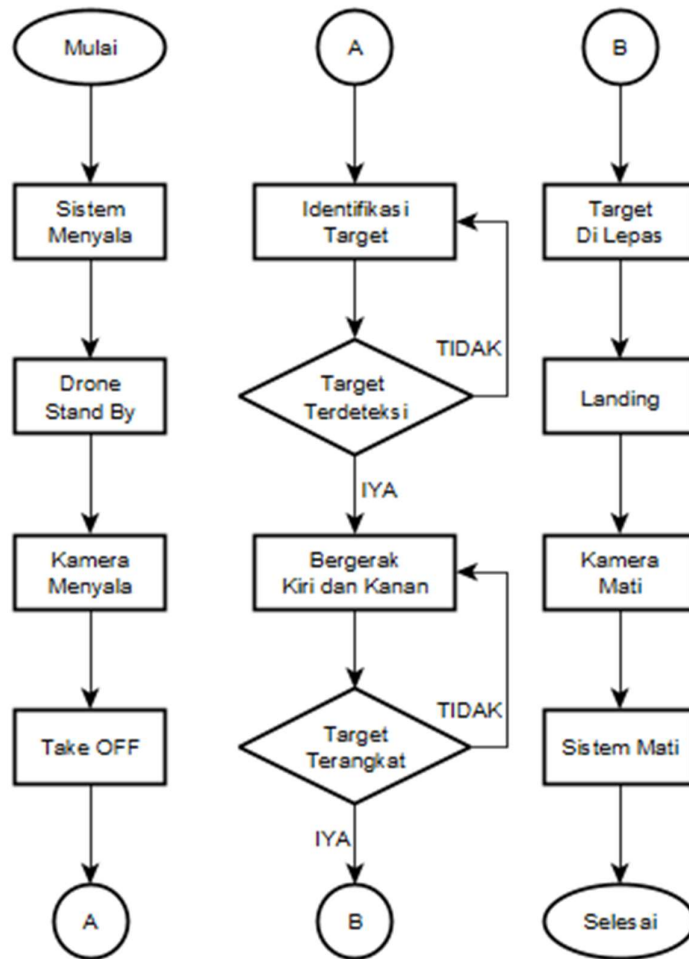 Mulai
Sistem
Menyala
Drone
Stand By
Kamera
Menyala
Take OFF
A
A
Identifikasi
Target
TIDAK
Target
Terdeteksi
IYA
Bergerak
Kiri dan Kanan
TIDAK
Target
Terangkat
IYA
B
B
Target
Di Lepas
Landing
Kamera
Mati
Sistem Mati
Selesai